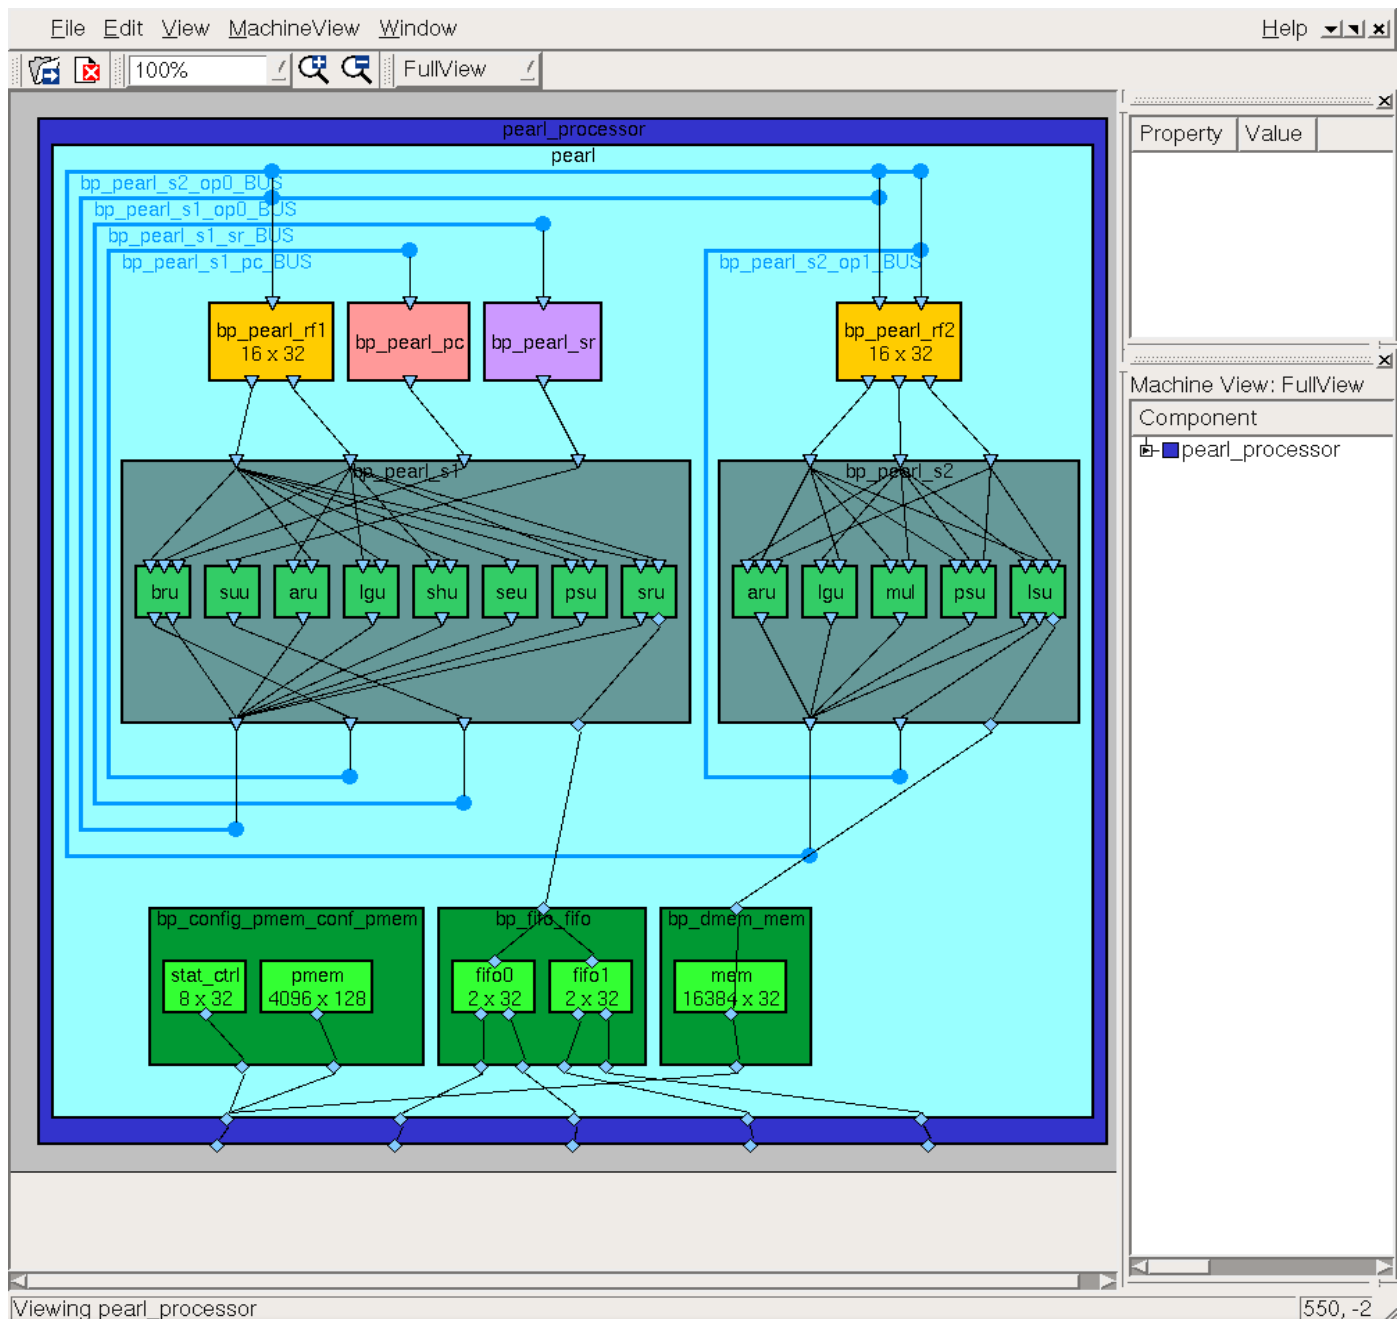 File Edit View MachineView Window Help
100% FullView
pearl_processor
pearl
bp_pearl_s2_op0_BUS
bp_pearl_s1_op0_BUS
bp_pearl_s1_sr_BUS
bp_pearl_s1_pc_BUS
bp_pearl_s2_op1_BUS
bp_pearl_rf1
16 x 32
bp_pearl_pc
bp_pearl_sr
bp_pearl_rf2
16 x 32
bp_pearl_s1
bp_pearl_s2
bru suu aru lgu shu seu psu sru
aru lgu mul psu lsu
bp_config_pmem_conf_pmem
stat_ctrl
8 x 32
pmem
4096 x 128
bp_fifo_fifo
fifo0
2 x 32
fifo1
2 x 32
bp_dmem_mem
mem
16384 x 32
Property Value
Machine View: FullView
Component
pearl_processor
Viewing pearl_processor
550, -2